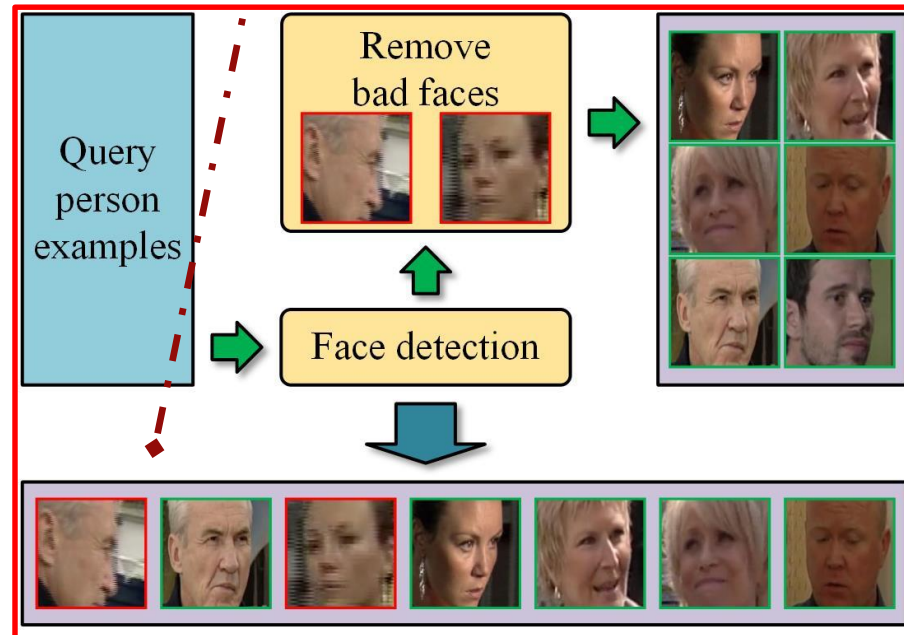 Query
person
examples
Remove
bad faces
Face detection